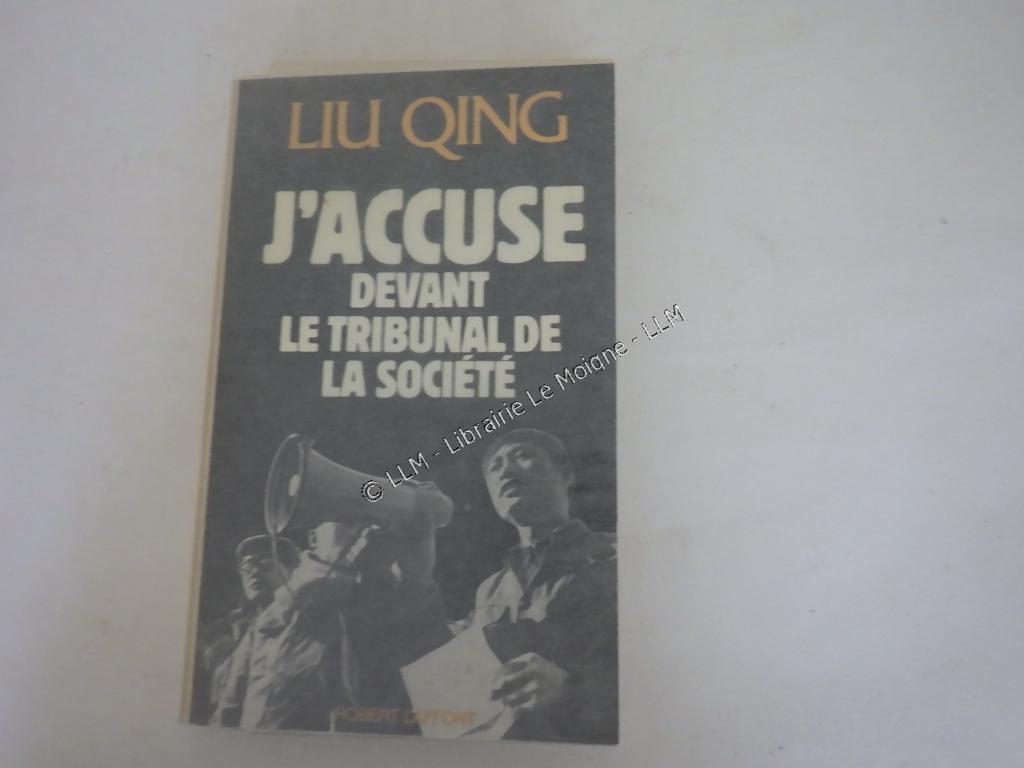 LIU QING
J'ACCUSE
DEVANT
LE TRIBUNAL DE
LA SOCIÉTÉ
© LLM - Librairie Le Moigne - LLM
ROBERT LAFFONT